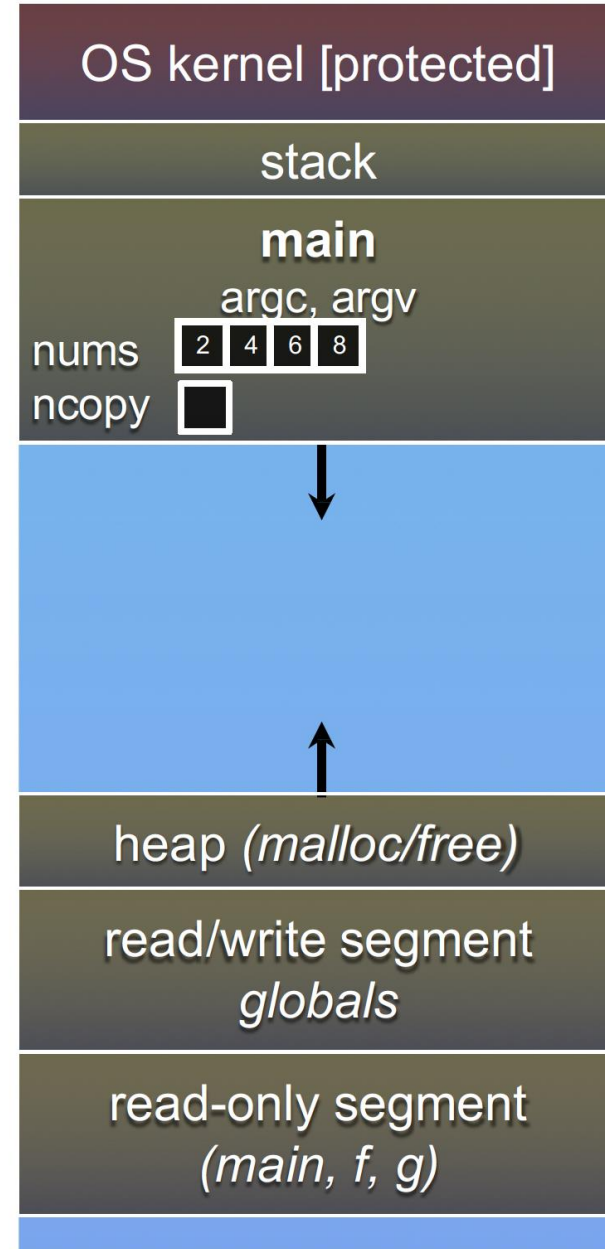 OS kernel [protected]
stack
main
argc, argv
nums 2 4 6 8
ncopy
heap (malloc/free)
read/write segment
globals
read-only segment
(main, f, g)